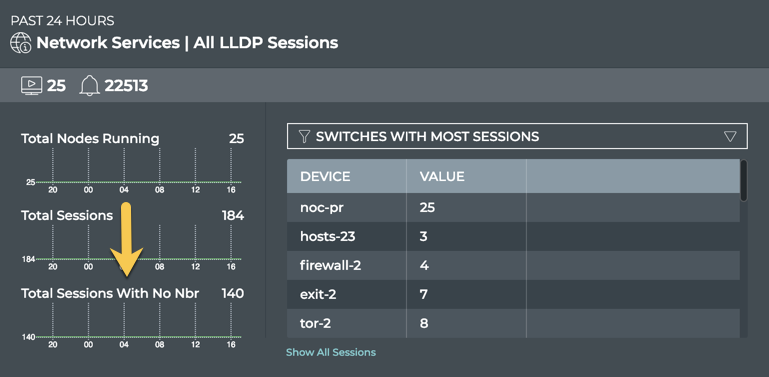 PAST 24 HOURS
Network Services | All LLDP Sessions
25 22513
Total Nodes Running 25
25
20 00 04 08 12 16
Total Sessions 184
184
20 00 08 12 16
Total Sessions With No Nbr 140
140
20 00 04 08 12 16
SWITCHES WITH MOST SESSIONS
DEVICE VALUE
noc-pr 25
hosts-23 3
firewall-2 4
exit-2 7
tor-2 8
Show All Sessions